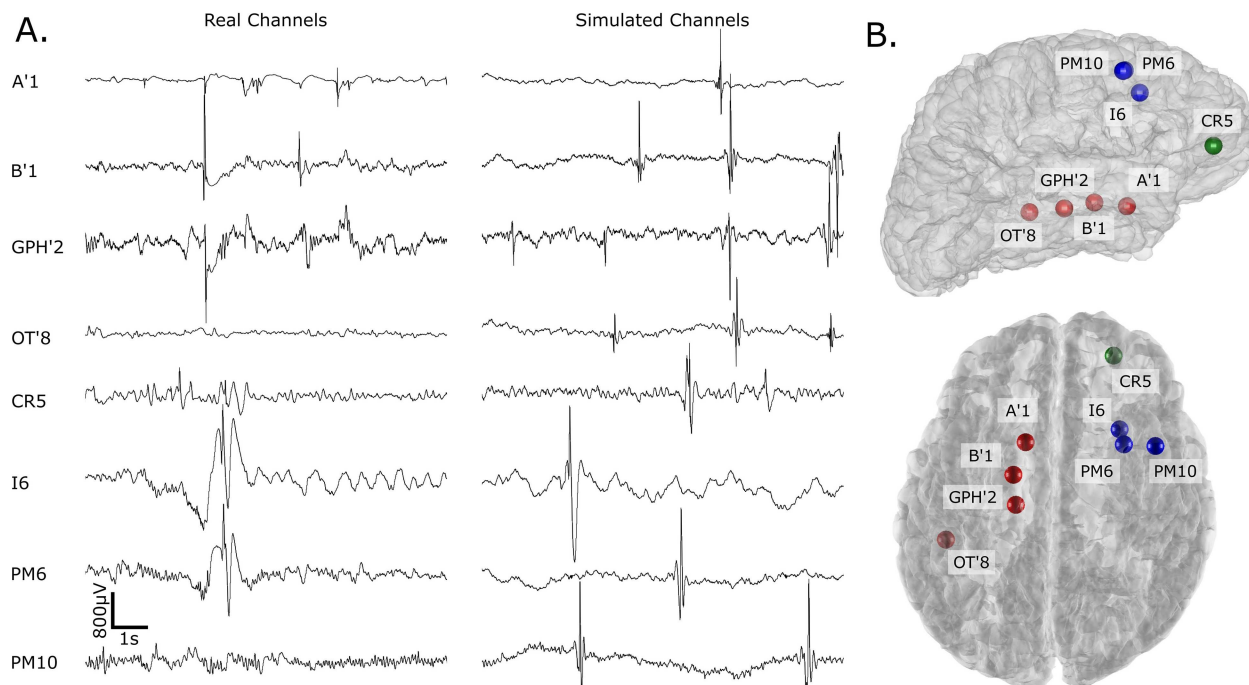 A.
Real Channels
Simulated Channels
A'1
B'1
GPH'2
OT'8
CR5
I6
PM6
PM10
800µV
1s
B.
PM10
PM6
I6
CR5
GPH'2
A'1
OT'8
B'1
CR5
A'1
I6
B'1
PM6
PM10
GPH'2
OT'8